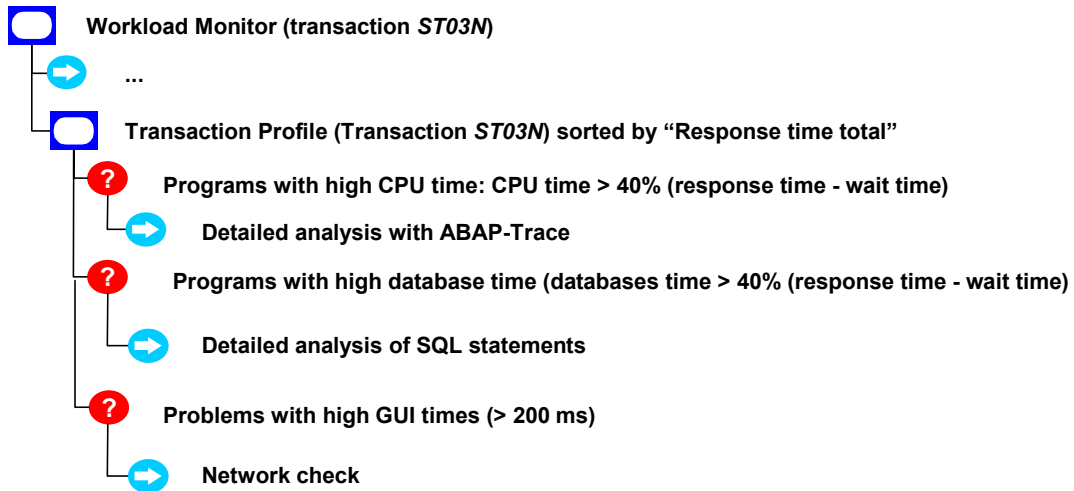 Workload Monitor (transaction ST03N)
...
Transaction Profile (Transaction ST03N) sorted by “Response time total”
? Programs with high CPU time: CPU time > 40% (response time - wait time)
Detailed analysis with ABAP-Trace
? Programs with high database time (databases time > 40% (response time - wait time)
Detailed analysis of SQL statements
? Problems with high GUI times (> 200 ms)
Network check